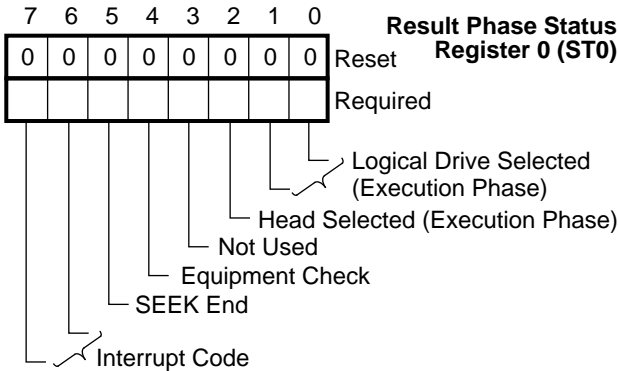 7 6 5 4 3 2 1 0
Result Phase Status
Register 0 (ST0)
0 0 0 0 0 0 0 0 Reset
Required
Logical Drive Selected
(Execution Phase)
Head Selected (Execution Phase)
Not Used
Equipment Check
SEEK End
Interrupt Code